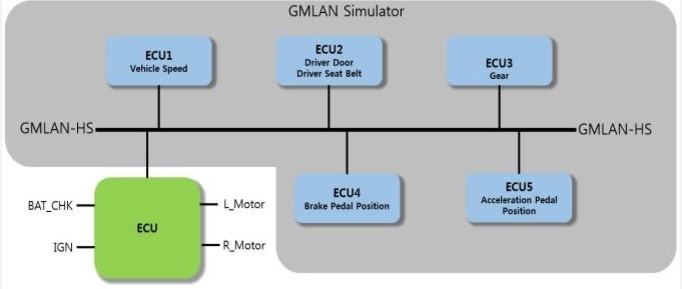 GMLAN Simulator
ECU1
Vehicle Speed
ECU2
Driver Door
Driver Seat Belt
ECU3
Gear
GMLAN-HS
GMLAN-HS
ECU4
Brake Pedal Position
ECU5
Acceleration Pedal
Position
BAT_CHK
IGN
ECU
L_Motor
R_Motor